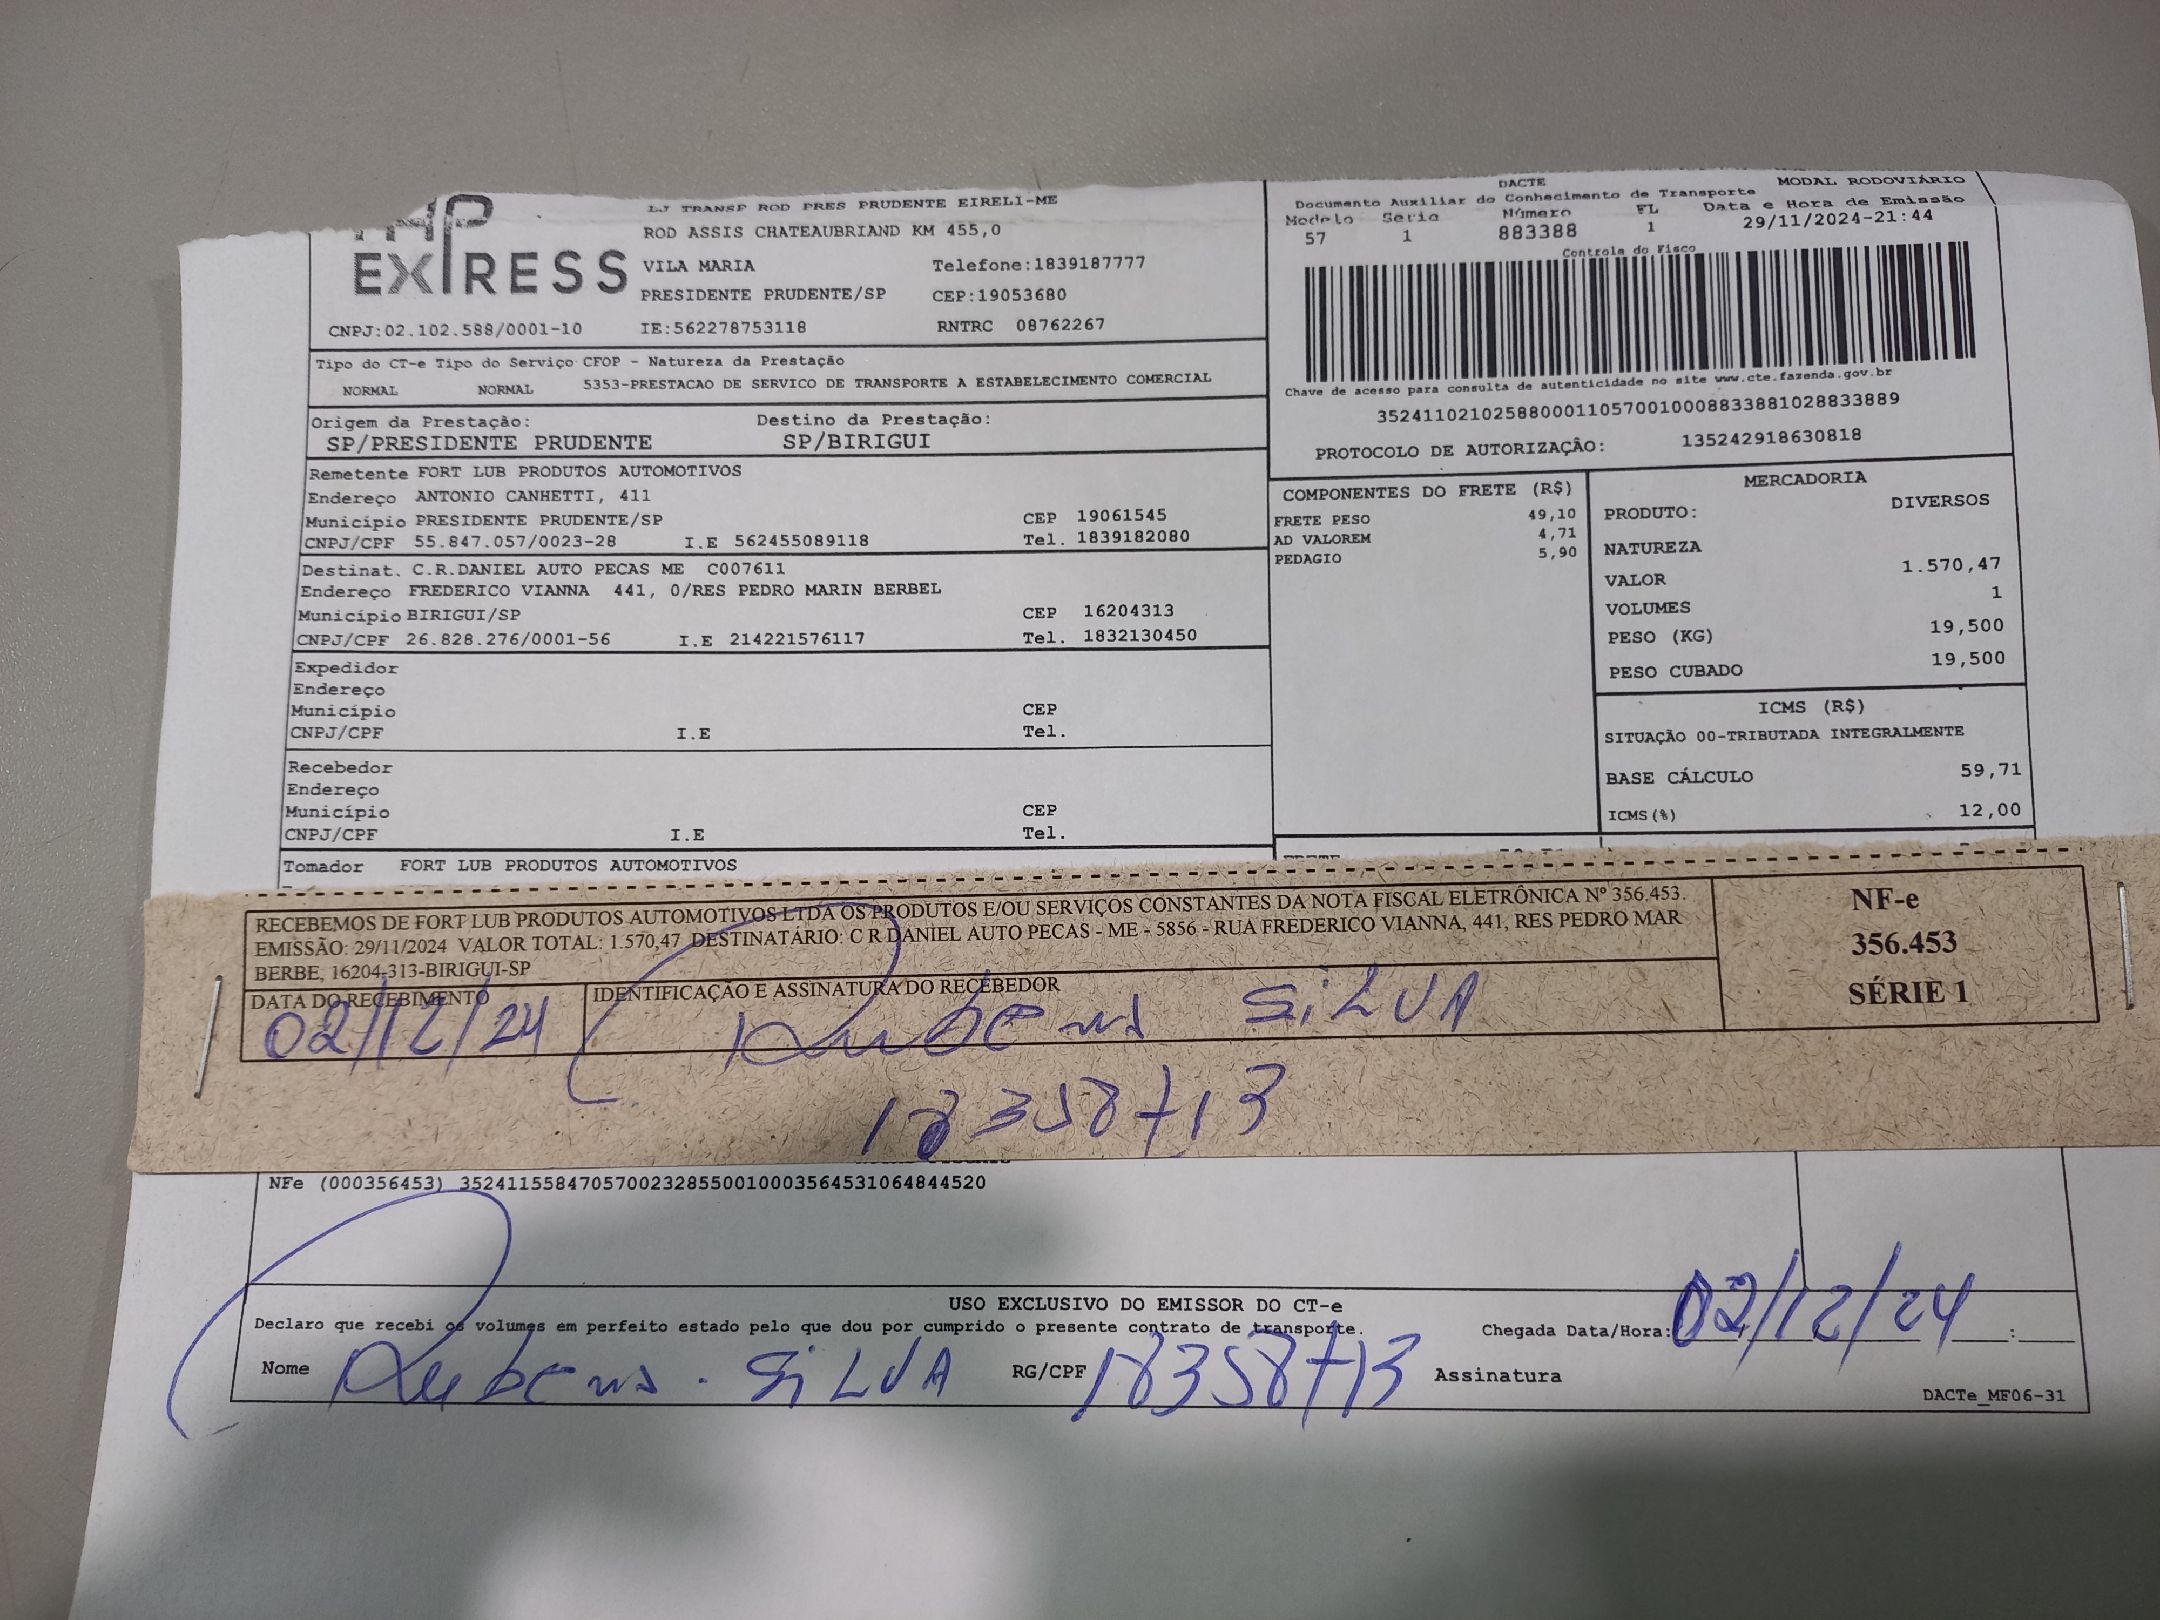 EXPRESS
LJ TRANSP ROD PRES PRUDENTE EIRELI-ME
ROD ASSIS CHATEAUBRIAND KM 455,0
VILA MARIA Telefone:1839187777
PRESIDENTE PRUDENTE/SP CEP:19053680
CNPJ:02.102.588/0001-10 IE:562278753118 RNTRC 08762267
DACTE MODAL RODOVIÁRIO
Documento Auxiliar do Conhecimento de Transporte
Modelo Serie Número FL Data e Hora de Emissão
57 1 883388 1 29/11/2024-21:44
Controle do Fisco
Chave de acesso para consulta de autenticidade no site www.cte.fazenda.gov.br
35241102102588000110570010008833881028833889
PROTOCOLO DE AUTORIZAÇÃO: 135242918630818
Tipo do CT-e Tipo do Serviço CFOP - Natureza da Prestação
NORMAL NORMAL 5353-PRESTACAO DE SERVICO DE TRANSPORTE A ESTABELECIMENTO COMERCIAL
Origem da Prestação: Destino da Prestação:
SP/PRESIDENTE PRUDENTE SP/BIRIGUI
Remetente FORT LUB PRODUTOS AUTOMOTIVOS
Endereço ANTONIO CANHETTI, 411
Município PRESIDENTE PRUDENTE/SP CEP 19061545
CNPJ/CPF 55.847.057/0023-28 I.E 562455089118 Tel. 1839182080
Destinat. C.R.DANIEL AUTO PECAS ME C007611
Endereço FREDERICO VIANNA 441, 0/RES PEDRO MARIN BERBEL
Município BIRIGUI/SP CEP 16204313
CNPJ/CPF 26.828.276/0001-56 I.E 214221576117 Tel. 1832130450
Expedidor
Endereço
Município CEP
CNPJ/CPF I.E Tel.
Recebedor
Endereço
Município CEP
CNPJ/CPF I.E Tel.
Tomador FORT LUB PRODUTOS AUTOMOTIVOS
COMPONENTES DO FRETE (R$)
FRETE PESO 49,10
AD VALOREM 4,71
PEDAGIO 5,90
MERCADORIA
PRODUTO: DIVERSOS
NATUREZA
VALOR 1.570,47
VOLUMES 1
PESO (KG) 19,500
PESO CUBADO 19,500
ICMS (R$)
SITUAÇÃO 00-TRIBUTADA INTEGRALMENTE
BASE CÁLCULO 59,71
ICMS(%) 12,00
RECEBEMOS DE FORT LUB PRODUTOS AUTOMOTIVOS LTDA OS PRODUTOS E/OU SERVIÇOS CONSTANTES DA NOTA FISCAL ELETRÔNICA Nº 356.453.
EMISSÃO: 29/11/2024 VALOR TOTAL: 1.570,47 DESTINATÁRIO: C R DANIEL AUTO PECAS - ME - 5856 - RUA FREDERICO VIANNA, 441, RES PEDRO MAR
BERBE, 16204-313-BIRIGUI-SP
DATA DO RECEBIMENTO IDENTIFICAÇÃO E ASSINATURA DO RECEBEDOR
02/12/24 Rubens SiLVA
18358713
NF-e
356.453
SÉRIE 1
NFe (000356453) 35241155847057002328550010003564531064844520
USO EXCLUSIVO DO EMISSOR DO CT-e
Declaro que recebi os volumes em perfeito estado pelo que dou por cumprido o presente contrato de transporte. Chegada Data/Hora: 02/12/24 :
Nome Rubens. SiLVA RG/CPF 18358713 Assinatura
DACTe_MF06-31